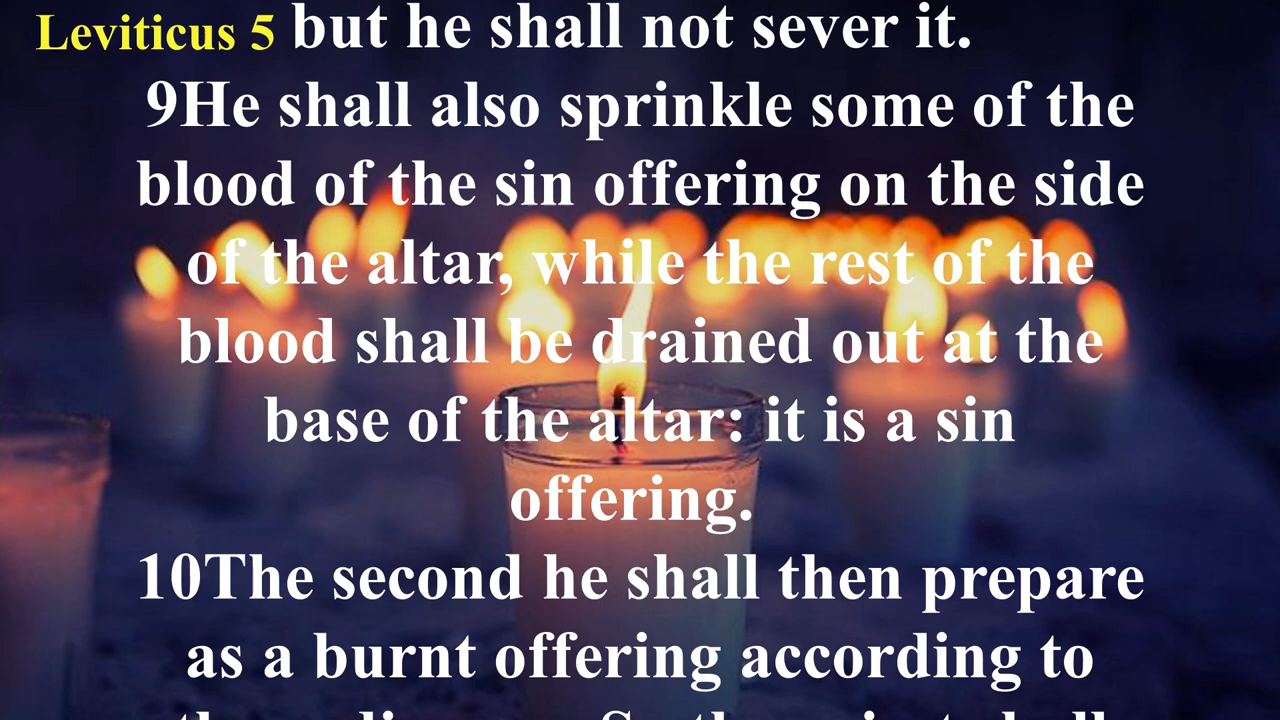 Leviticus 5 but he shall not sever it.
9He shall also sprinkle some of the
blood of the sin offering on the side
of the altar, while the rest of the
blood shall be drained out at the
base of the altar: it is a sin
offering.
10The second he shall then prepare
as a burnt offering according to